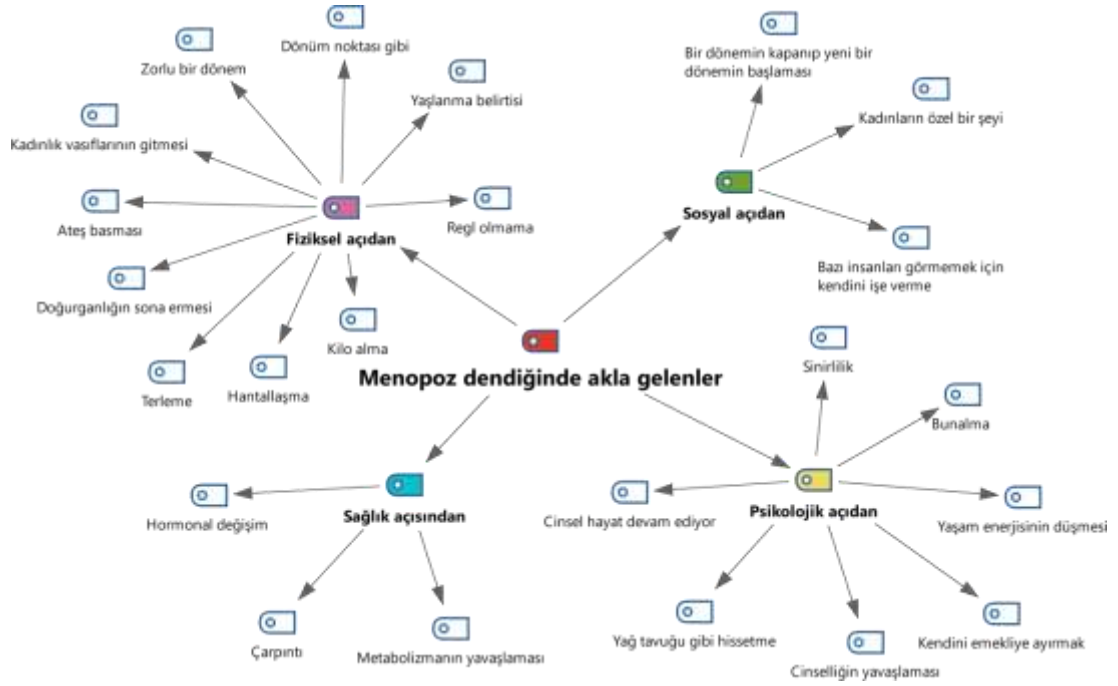 Dönüm noktası gibi
Zorlu bir dönem
Yaşlanma belirtisi
Kadınlık vasıflarının gitmesi
Ateş basması
Regl olmama
Fiziksel açıdan
Doğurganlığın sona ermesi
Kilo alma
Terleme
Hantallaşma
Bir dönemin kapanıp yeni bir
dönemin başlaması
Kadınların özel bir şeyi
Sosyal açıdan
Bazı insanları görmemek için
kendini işe verme
Menopoz dendiğinde akla gelenler
Sinirlilik
Bunalma
Cinsel hayat devam ediyor
Psikolojik açıdan
Yaşam enerjisinin düşmesi
Yağ tavuğu gibi hissetme
Cinselliğin yavaşlaması
Kendini emekliye ayırmak
Hormonal değişim
Sağlık açısından
Çarpıntı
Metabolizmanın yavaşlaması